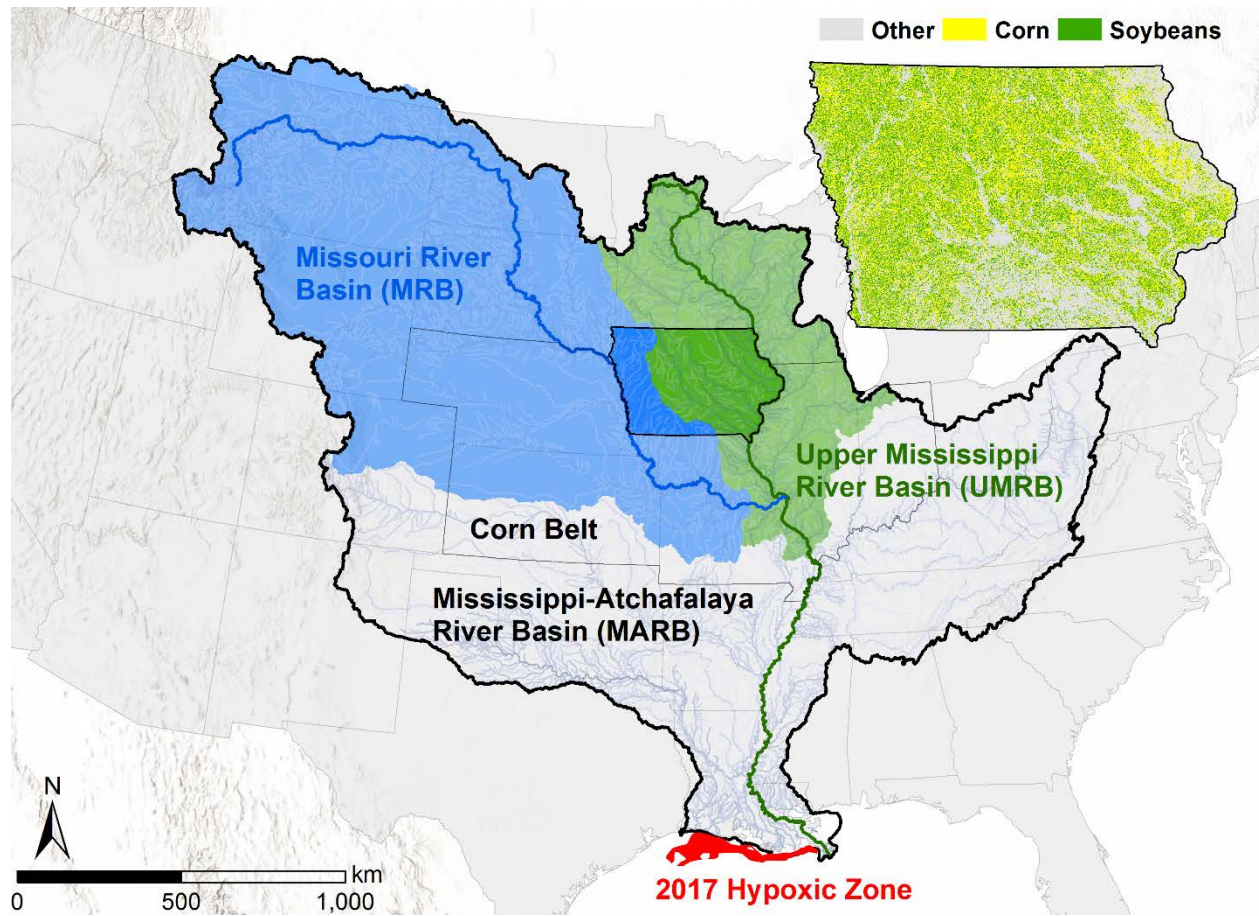 Other Corn Soybeans
Missouri River
Basin (MRB)
Upper Mississippi
River Basin (UMRB)
Corn Belt
Mississippi-Atchafalaya
River Basin (MARB)
N
km
0 500 1,000
2017 Hypoxic Zone